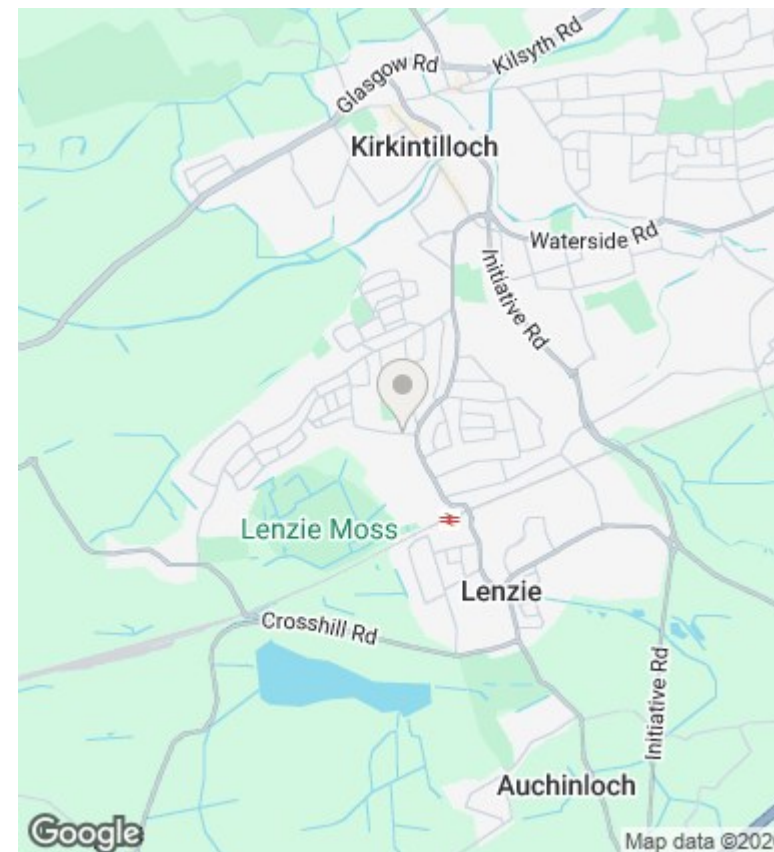 Kilsyth Rd
Glasgow Rd
Kirkintilloch
Waterside Rd
Initiative Rd
Lenzie Moss
Lenzie
Crosshill Rd
Initiative Rd
Auchinloch
Google
Map data ©202